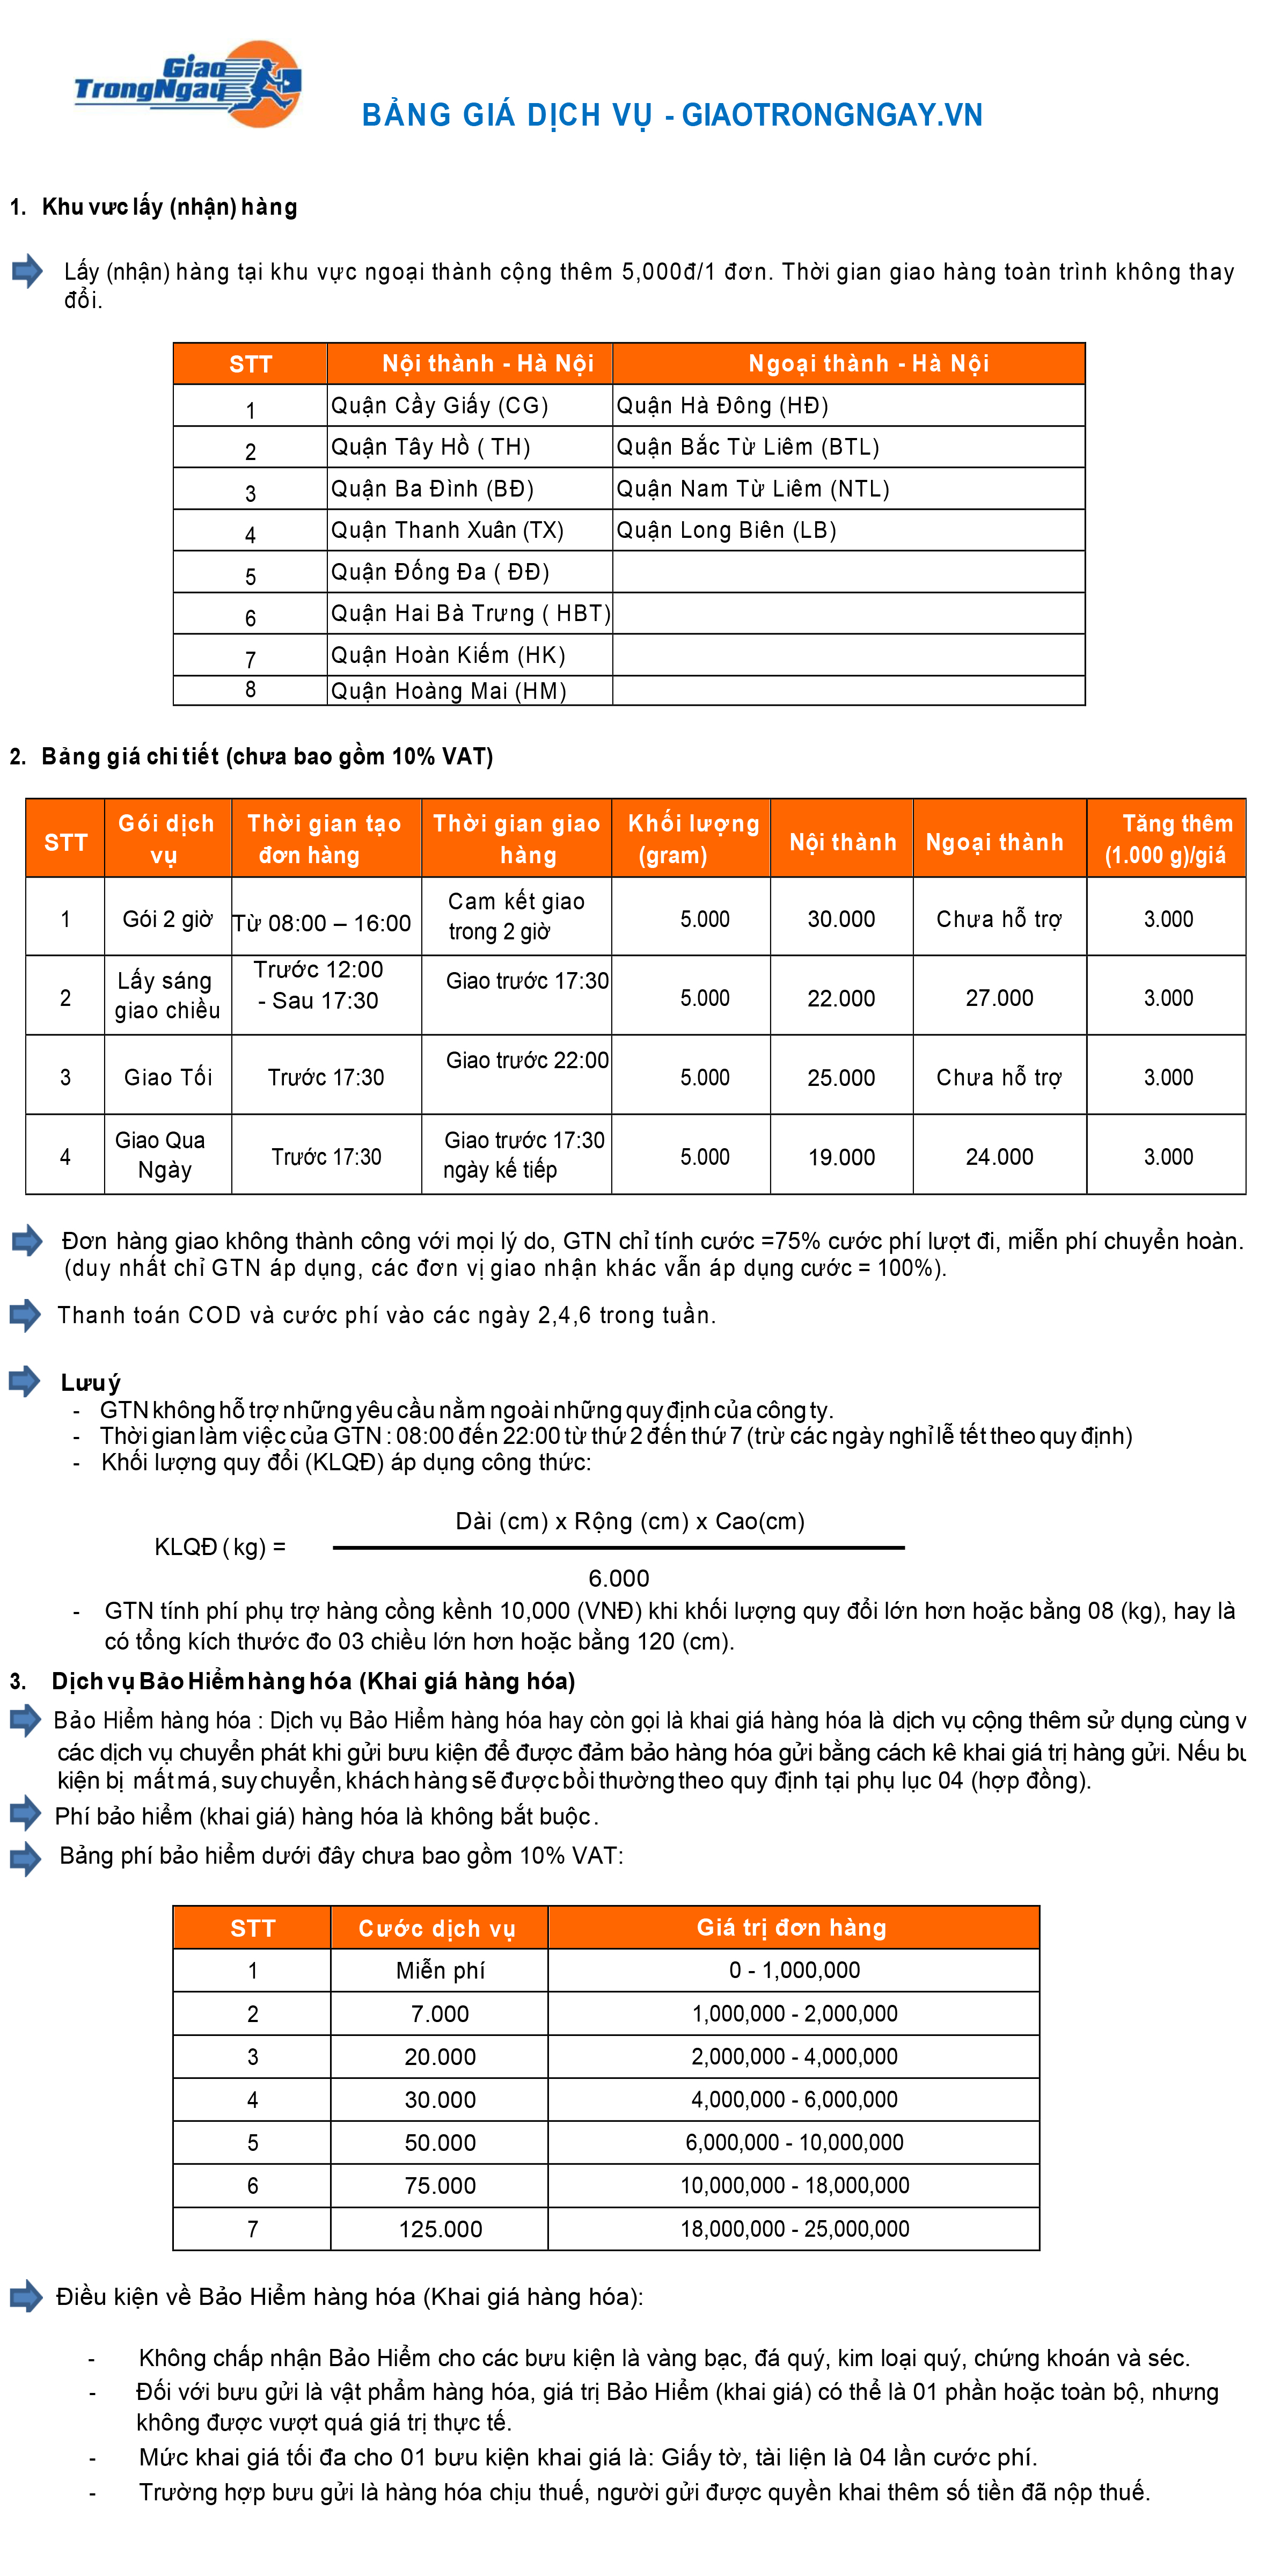 Giao
TrongNgay
BẢNG GIÁ DỊCH VỤ - GIAOTRONGNGAY.VN
1. Khu vưc lấy (nhận) hàng
Lấy (nhận) hàng tại khu vực ngoại thành cộng thêm 5,000đ/1 đơn. Thời gian giao hàng toàn trình không thay
đổi.
STT Nội thành - Hà Nội Ngoại thành - Hà Nội
1 Quận Cầy Giấy (CG) Quận Hà Đông (HĐ)
2 Quận Tây Hồ ( TH) Quận Bắc Từ Liêm (BTL)
3 Quận Ba Đình (BĐ) Quận Nam Từ Liêm (NTL)
4 Quận Thanh Xuân (TX) Quận Long Biên (LB)
5 Quận Đống Đa ( ĐĐ)
6 Quận Hai Bà Trưng ( HBT)
7 Quận Hoàn Kiếm (HK)
8 Quận Hoàng Mai (HM)
2. Bảng giá chi tiết (chưa bao gồm 10% VAT)
STT Gói dịch vụ Thời gian tạo đơn hàng Thời gian giao hàng Khối lượng (gram) Nội thành Ngoại thành Tăng thêm (1.000 g)/giá
1 Gói 2 giờ Từ 08:00 – 16:00 Cam kết giao trong 2 giờ 5.000 30.000 Chưa hỗ trợ 3.000
2 Lấy sáng giao chiều Trước 12:00 - Sau 17:30 Giao trước 17:30 5.000 22.000 27.000 3.000
3 Giao Tối Trước 17:30 Giao trước 22:00 5.000 25.000 Chưa hỗ trợ 3.000
4 Giao Qua Ngày Trước 17:30 Giao trước 17:30 ngày kế tiếp 5.000 19.000 24.000 3.000
Đơn hàng giao không thành công với mọi lý do, GTN chỉ tính cước =75% cước phí lượt đi, miễn phí chuyển hoàn.
(duy nhất chỉ GTN áp dụng, các đơn vị giao nhận khác vẫn áp dụng cước = 100%).
Thanh toán COD và cước phí vào các ngày 2,4,6 trong tuần.
Lưu ý
- GTN không hỗ trợ những yêu cầu nằm ngoài những quy định của công ty.
- Thời gian làm việc của GTN : 08:00 đến 22:00 từ thứ 2 đến thứ 7 (trừ các ngày nghỉ lễ tết theo quy định)
- Khối lượng quy đổi (KLQĐ) áp dụng công thức:
Dài (cm) x Rộng (cm) x Cao(cm)
KLQĐ ( kg) =
6.000
- GTN tính phí phụ trợ hàng cồng kềnh 10,000 (VNĐ) khi khối lượng quy đổi lớn hơn hoặc bằng 08 (kg), hay là
có tổng kích thước đo 03 chiều lớn hơn hoặc bằng 120 (cm).
3. Dịch vụ Bảo Hiểm hàng hóa (Khai giá hàng hóa)
Bảo Hiểm hàng hóa : Dịch vụ Bảo Hiểm hàng hóa hay còn gọi là khai giá hàng hóa là dịch vụ cộng thêm sử dụng cùng v
các dịch vụ chuyển phát khi gửi bưu kiện để được đảm bảo hàng hóa gửi bằng cách kê khai giá trị hàng gửi. Nếu bu
kiện bị mất má, suy chuyển, khách hàng sẽ được bồi thường theo quy định tại phụ lục 04 (hợp đồng).
Phí bảo hiểm (khai giá) hàng hóa là không bắt buộc.
Bảng phí bảo hiểm dưới đây chưa bao gồm 10% VAT:
STT Cước dịch vụ Giá trị đơn hàng
1 Miễn phí 0 - 1,000,000
2 7.000 1,000,000 - 2,000,000
3 20.000 2,000,000 - 4,000,000
4 30.000 4,000,000 - 6,000,000
5 50.000 6,000,000 - 10,000,000
6 75.000 10,000,000 - 18,000,000
7 125.000 18,000,000 - 25,000,000
Điều kiện về Bảo Hiểm hàng hóa (Khai giá hàng hóa):
- Không chấp nhận Bảo Hiểm cho các bưu kiện là vàng bạc, đá quý, kim loại quý, chứng khoán và séc.
- Đối với bưu gửi là vật phẩm hàng hóa, giá trị Bảo Hiểm (khai giá) có thể là 01 phần hoặc toàn bộ, nhưng
không được vượt quá giá trị thực tế.
- Mức khai giá tối đa cho 01 bưu kiện khai giá là: Giấy tờ, tài liện là 04 lần cước phí.
- Trường hợp bưu gửi là hàng hóa chịu thuế, người gửi được quyền khai thêm số tiền đã nộp thuế.